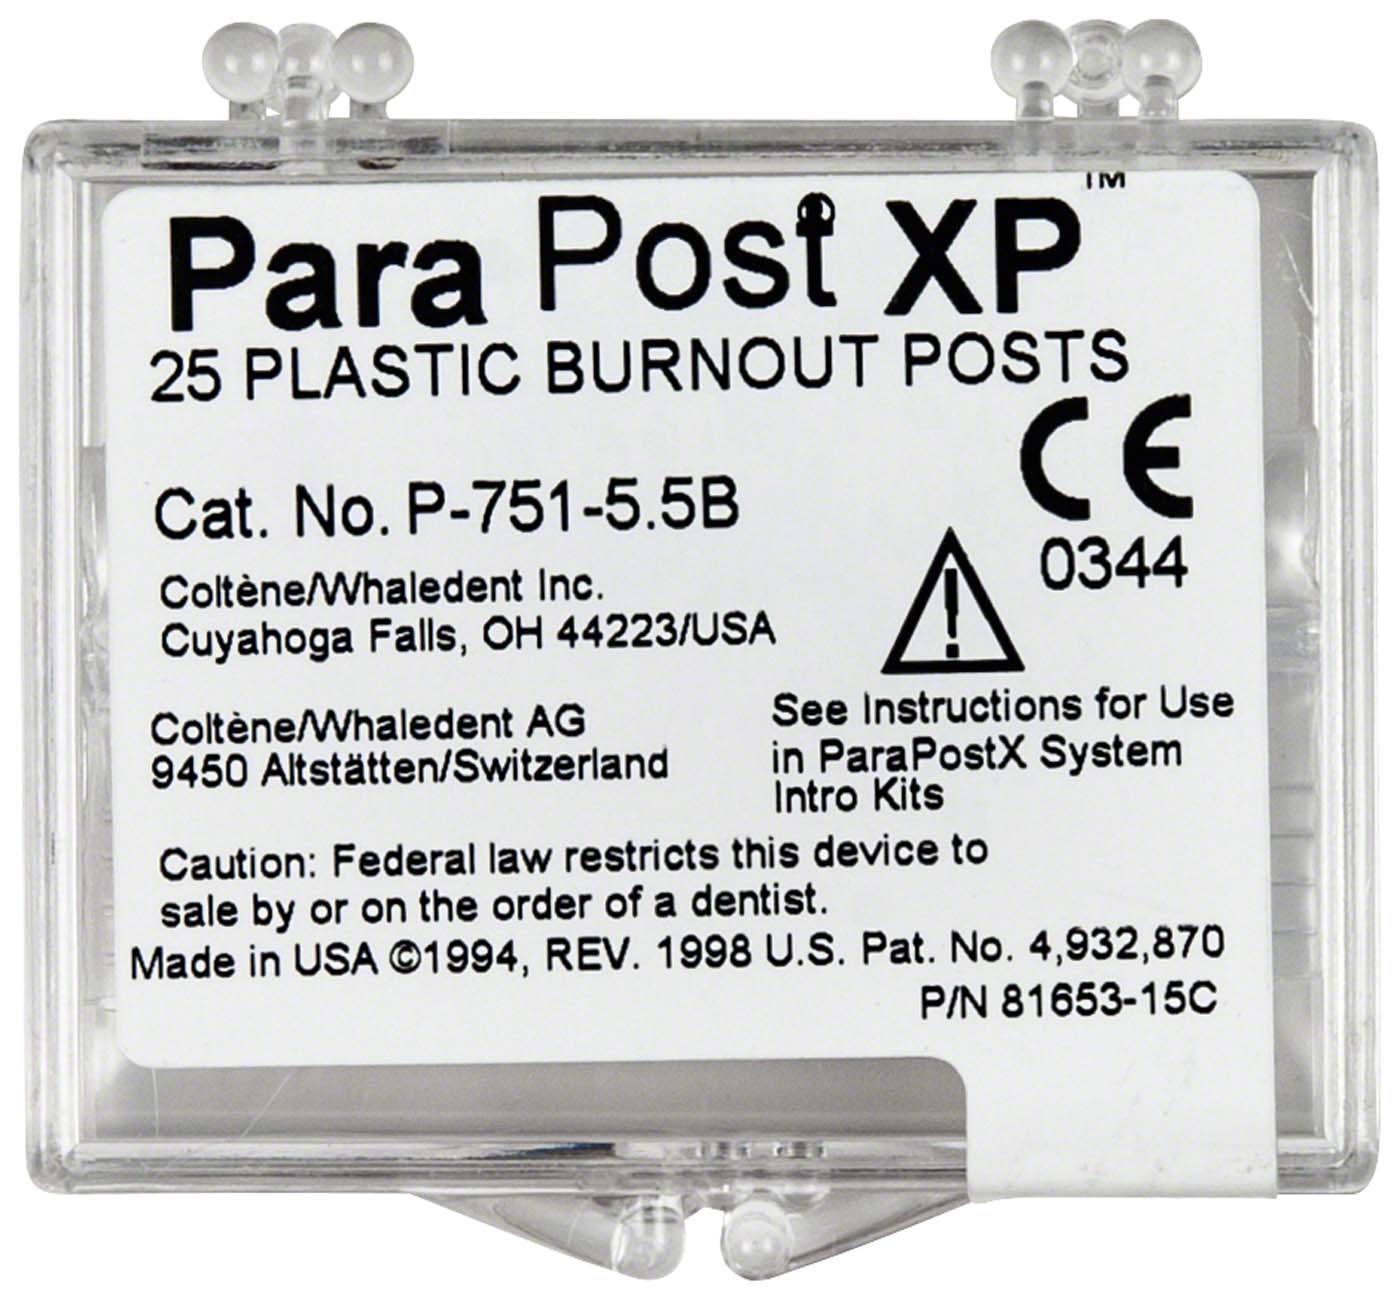 Para Post XP™
25 PLASTIC BURNOUT POSTS
Cat. No. P-751-5.5B
CE
0344
Coltène/Whaledent Inc.
Cuyahoga Falls, OH 44223/USA
Coltène/Whaledent AG
9450 Altstätten/Switzerland
See Instructions for Use
in ParaPostX System
Intro Kits
Caution: Federal law restricts this device to
sale by or on the order of a dentist.
Made in USA ©1994, REV. 1998 U.S. Pat. No. 4,932,870
P/N 81653-15C